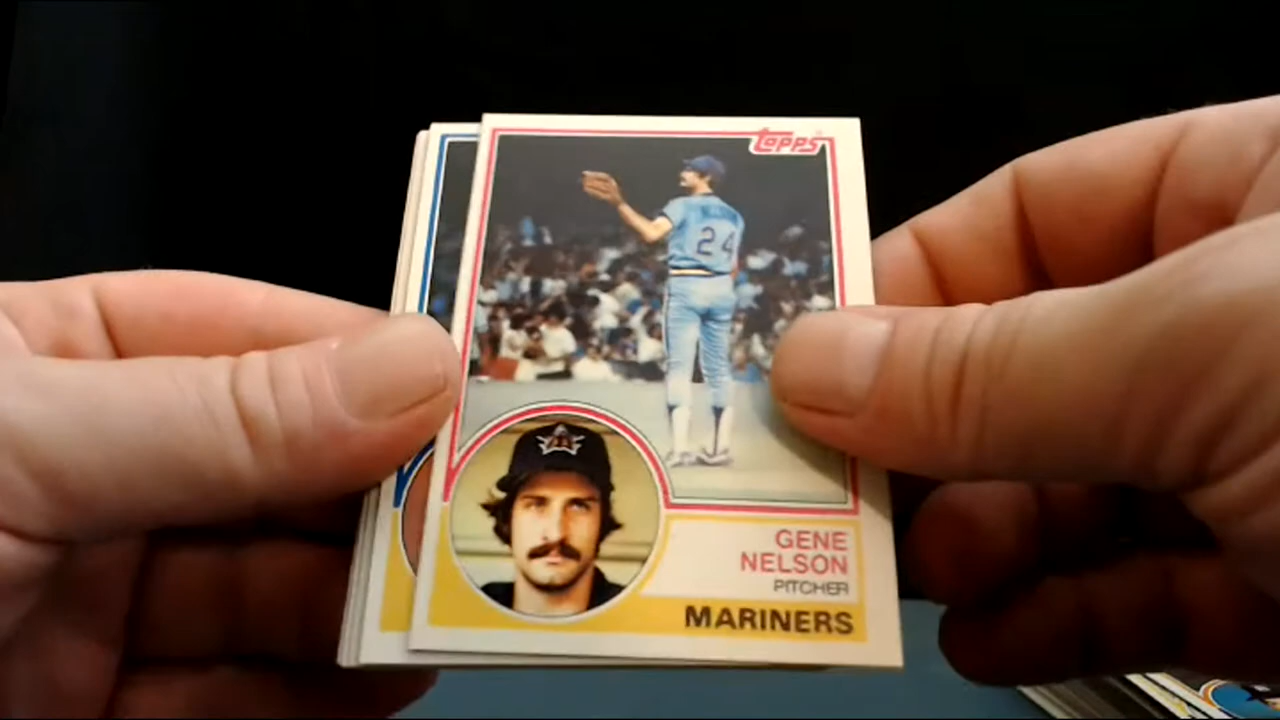 Topps
24
GENE
NELSON
PITCHER
MARINERS